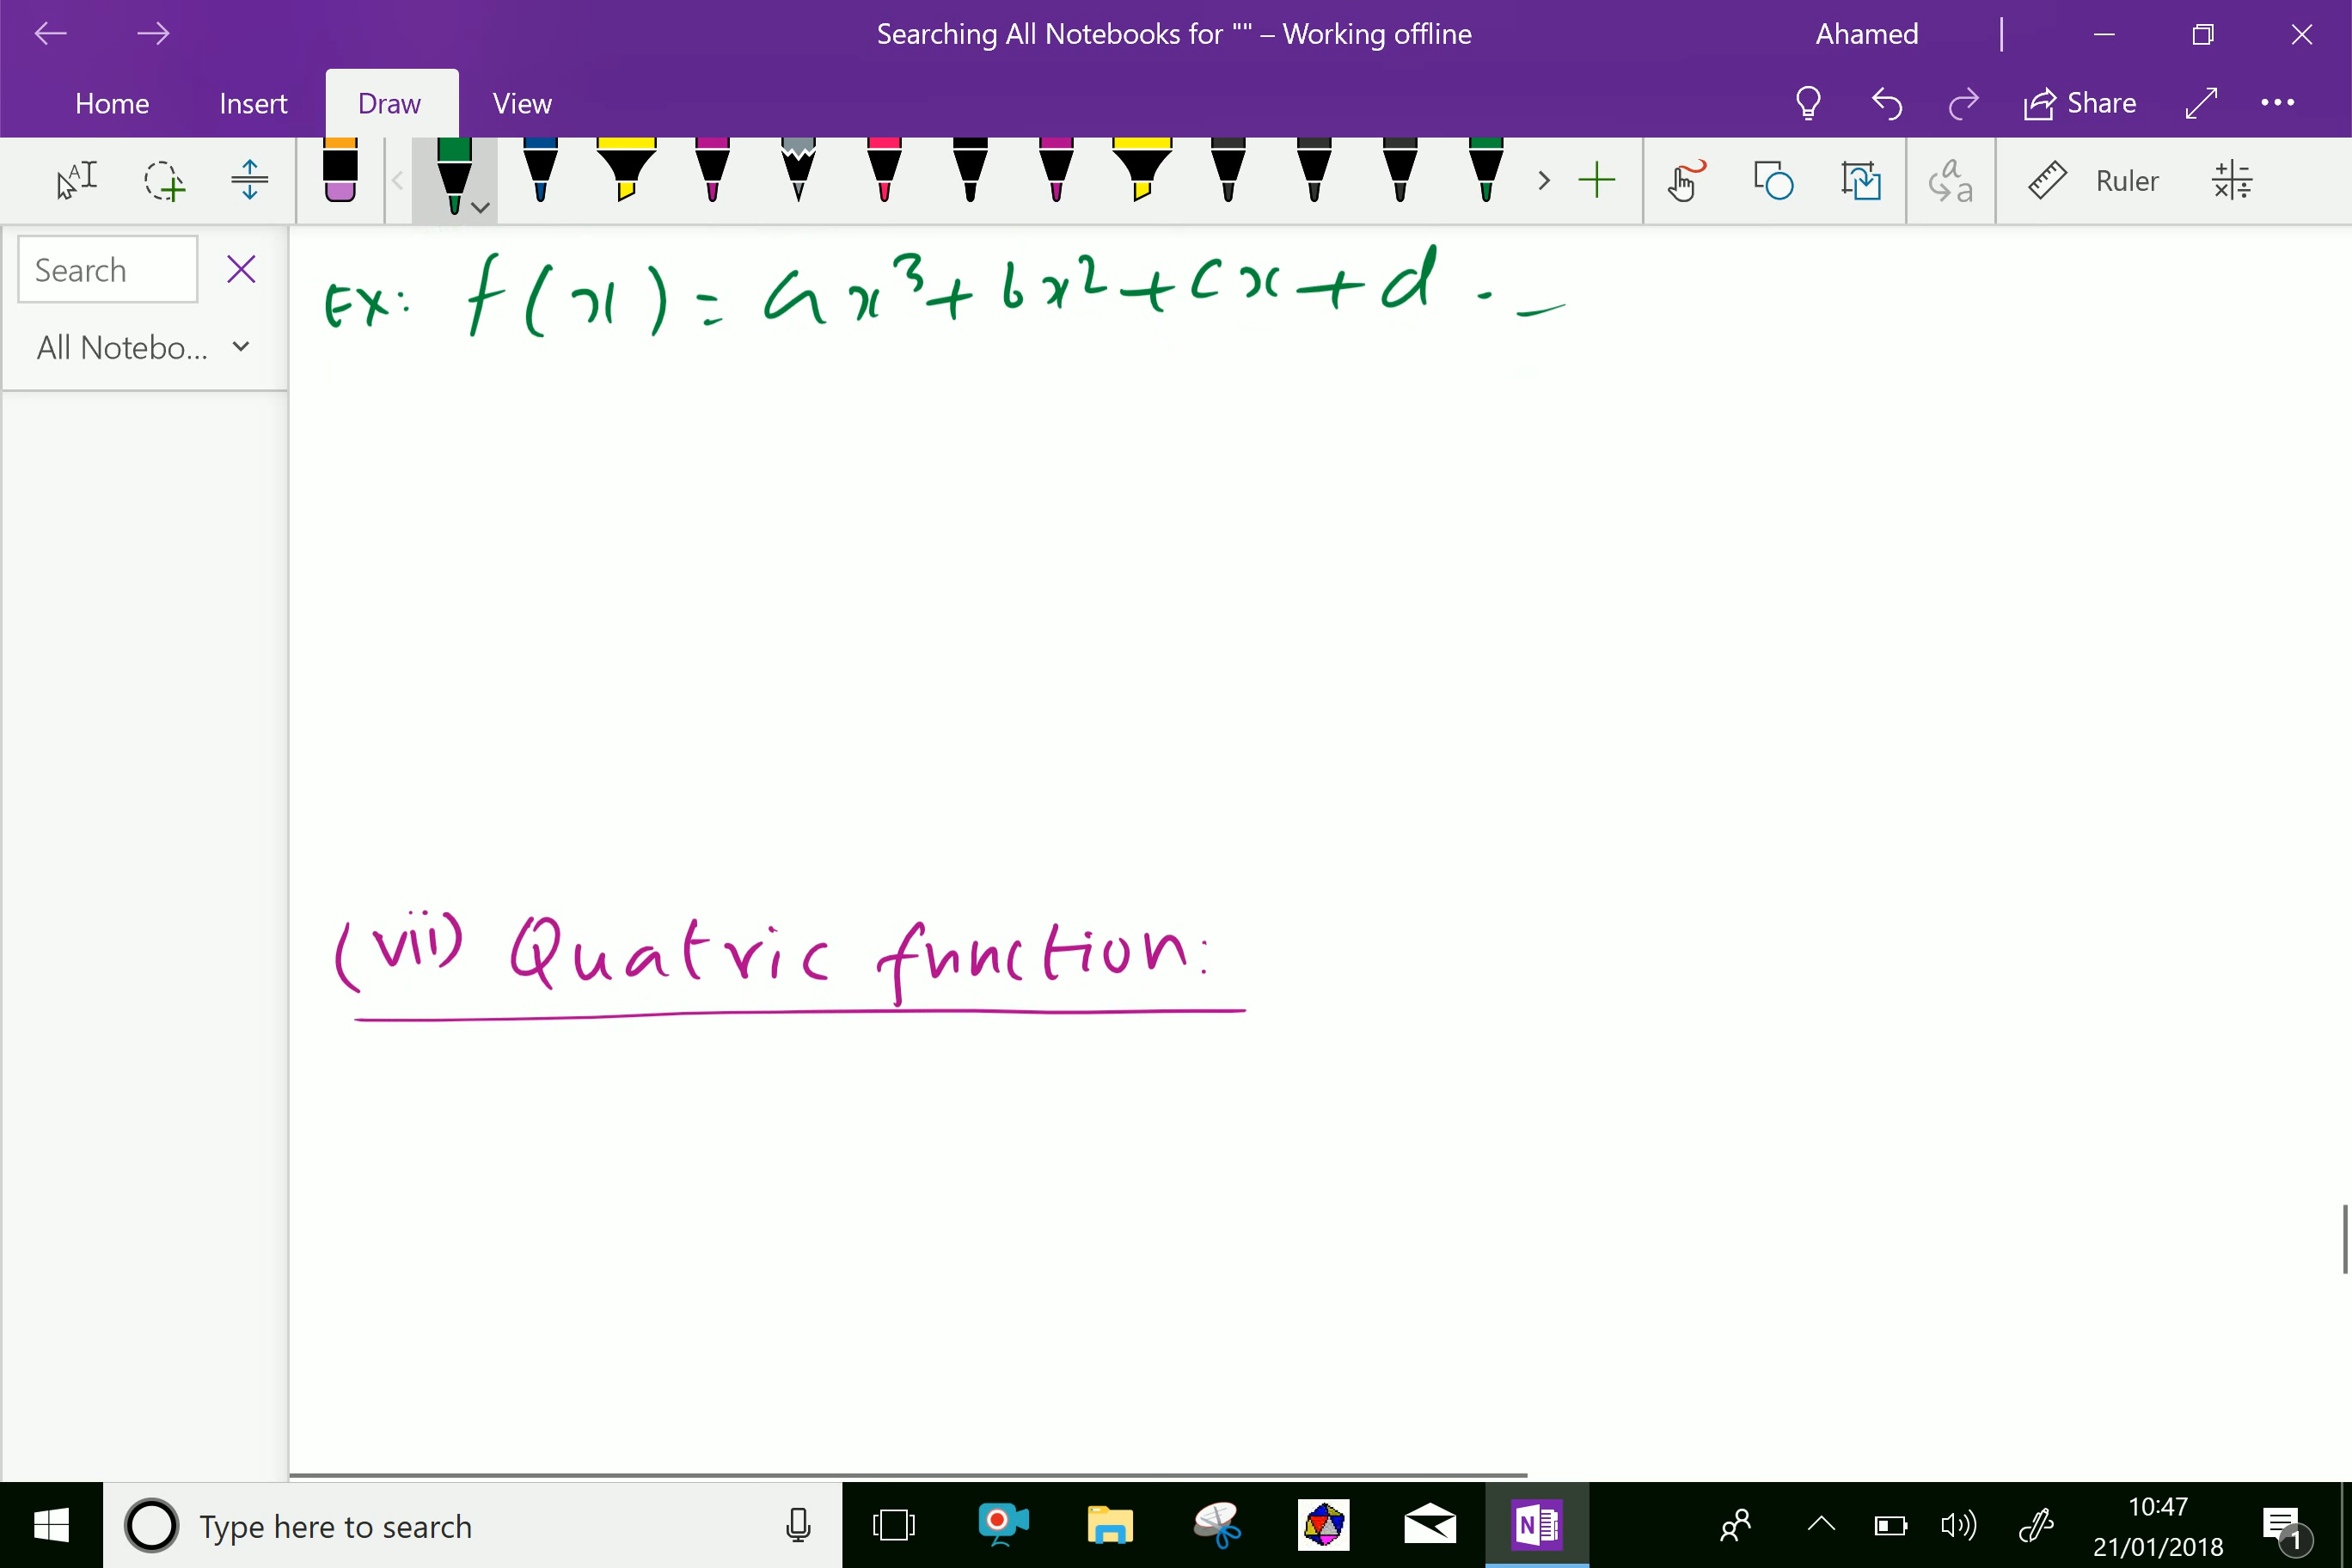 Searching All Notebooks for "" – Working offline
Ahamed
Home Insert Draw View
Share
Ruler
Search
All Notebo...
Ex: f(x) = ax³ + bx² + cx + d . –
(vii) Quatric function:
Type here to search
10:47
21/01/2018
1